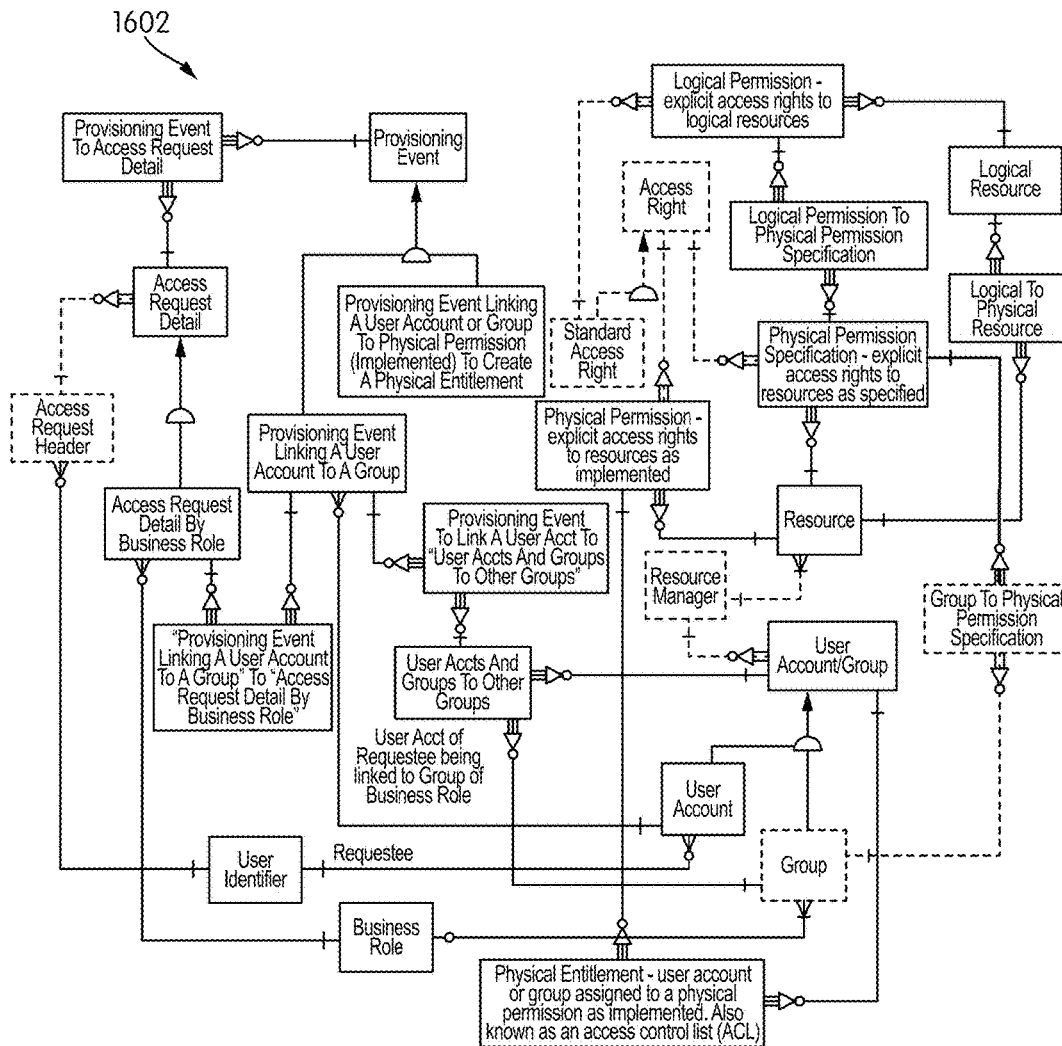 1602
Provisioning Event
To Access Request
Detail
Provisioning
Event
Logical Permission -
explicit access rights to
logical resources
Logical
Resource
Access
Right
Logical Permission To
Physical Permission
Specification
Access
Request
Detail
Logical To
Physical
Resource
Provisioning Event Linking
A User Account or Group
To Physical Permission
(Implemented) To Create
A Physical Entitlement
Standard
Access
Right
Physical Permission
Specification - explicit
access rights to
resources as specified
Access
Request
Header
Provisioning Event
Linking A User
Account To A Group
Physical Permission -
explicit access rights
to resources as
implemented
Access Request
Detail By
Business Role
Provisioning Event
To Link A User Acct To
"User Accts And Groups
To Other Groups"
Resource
Resource
Manager
Group To Physical
Permission
Specification
"Provisioning Event
Linking A User Account
To A Group" To "Access
Request Detail By
Business Role"
User Accts And
Groups To Other
Groups
User
Account/Group
User Acct of
Requestee being
linked to Group of
Business Role
User
Account
User
Identifier
Requestee
Group
Business
Role
Physical Entitlement - user account
or group assigned to a physical
permission as implemented. Also
known as an access control list (ACL)